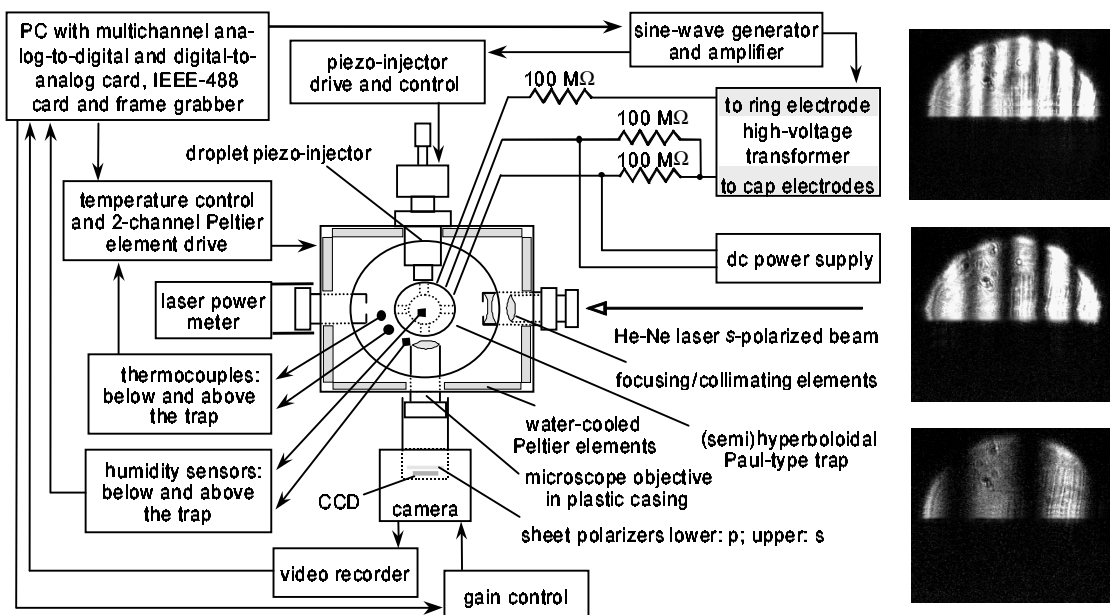 PC with multichannel ana-
log-to-digital and digital-to-
analog card, IEEE-488
card and frame grabber
piezo-injector
drive and control
sine-wave generator
and amplifier
100 MΩ
to ring electrode
100 MΩ
high-voltage
transformer
100 MΩ
to cap electrodes
droplet piezo-injector
temperature control
and 2-channel Peltier
element drive
dc power supply
laser power
meter
He-Ne laser s-polarized beam
focusing/collimating elements
thermocouples:
below and above
the trap
water-cooled
Peltier elements
(semi)hyperboloidal
Paul-type trap
humidity sensors:
below and above
the trap
microscope objective
in plastic casing
CCD
camera
sheet polarizers lower: p; upper: s
video recorder
gain control